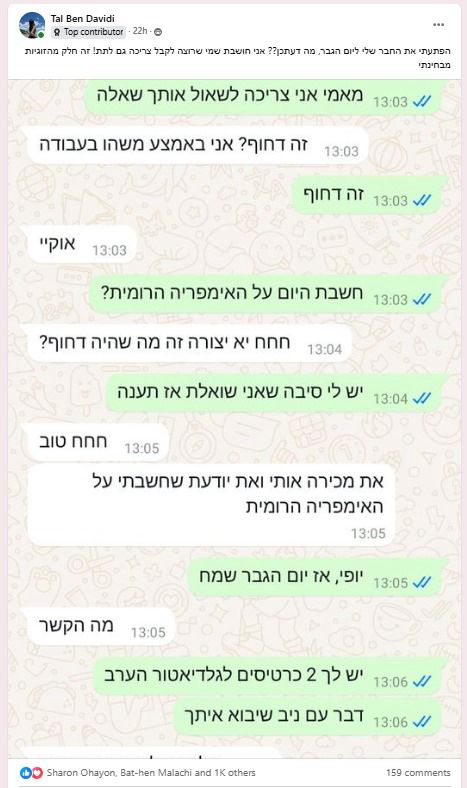 Tal Ben Davidi
Top contributor · 22h ·
הפתעתי את החבר שלי ליום הגבר, מה דעתכן?? אני חושבת שמי שרוצה לקבל צריכה גם לתת! זה חלק מהזוגיות
מבחינתי
מאמי אני צריכה לשאול אותך שאלה
13:03
זה דחוף? אני באמצע משהו בעבודה
13:03
זה דחוף
13:03
אוקיי
13:03
חשבת היום על האימפריה הרומית?
13:03
חחח יא יצורה זה מה שהיה דחוף?
13:04
יש לי סיבה שאני שואלת אז תענה
13:04
חחח טוב
13:05
את מכירה אותי ואת יודעת שחשבתי על
האימפריה הרומית
13:05
יופי, אז יום הגבר שמח
13:05
מה הקשר
13:05
יש לך 2 כרטיסים לגלדיאטור הערב
13:06
דבר עם ניב שיבוא איתך
13:06
Sharon Ohayon, Bat-hen Malachi and 1K others
159 comments